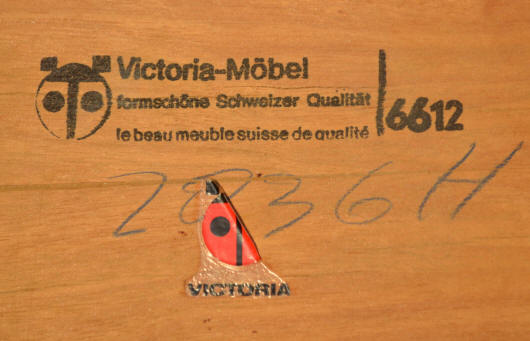 Victoria-Möbel
formschöne Schweizer Qualität
le beau meuble suisse de qualité
6612
2836H
VICTORIA